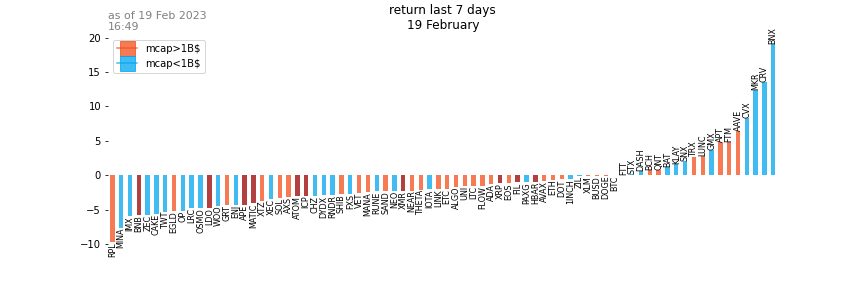 as of 19 Feb 2023
16:49
return last 7 days
19 February
mcap>1B$
mcap<1B$
20
15
10
5
0
−5
−10
RPL
MINA
IMX
BNB
ZEC
CAKE
TWT
EGLD
OP
LRC
OSMO
LDO
WOO
GRT
ENJ
APE
MATIC
XTZ
XEC
SOL
AXS
ATOM
ICP
CHZ
DYDX
RNDR
SHIB
FXS
VET
MANA
RUNE
SAND
NEO
XMR
NEAR
THETA
IOTA
LINK
ETC
ALGO
UNI
LTC
FLOW
ADA
XRP
EOS
FIL
PAXG
HBAR
AVAX
ETH
DOT
1INCH
ZIL
XLM
BUSD
DOGE
BTC
FTT
STX
DASH
BCH
QNT
BAT
KLAY
SNX
TRX
LUNC
GMX
APT
FTM
AAVE
CVX
MKR
CRV
BNX